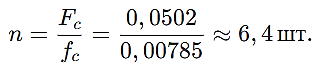 n = F_c / f_c = 0,0502 / 0,00785 ≈ 6,4 шт.